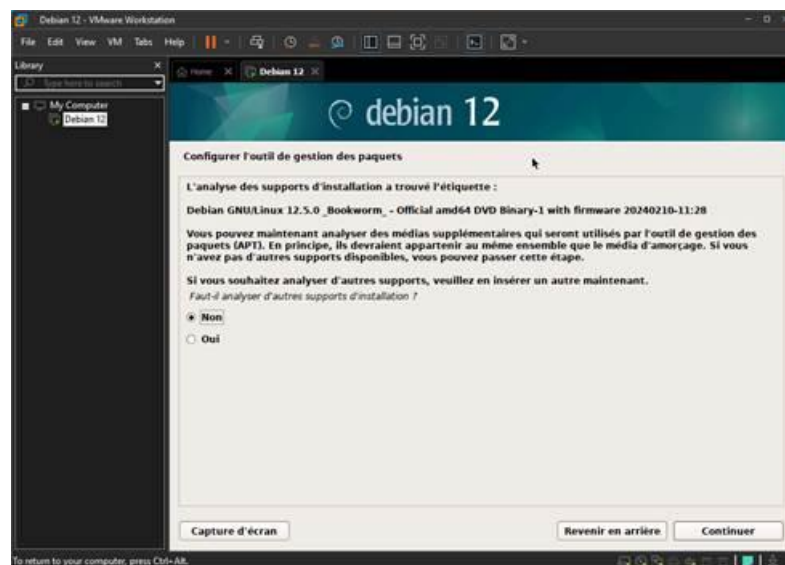 Debian 12 - VMware Workstation
File Edit View VM Tabs Help
Library
Type here to search
My Computer
Debian 12
Home
Debian 12
debian 12
Configurer l'outil de gestion des paquets
L'analyse des supports d'installation a trouvé l'étiquette :
Debian GNU/Linux 12.5.0 _Bookworm_ - Official amd64 DVD Binary-1 with firmware 20240210-11:28
Vous pouvez maintenant analyser des médias supplémentaires qui seront utilisés par l'outil de gestion des
paquets (APT). En principe, ils devraient appartenir au même ensemble que le média d'amorçage. Si vous
n'avez pas d'autres supports disponibles, vous pouvez passer cette étape.
Si vous souhaitez analyser d'autres supports, veuillez en insérer un autre maintenant.
Faut-il analyser d'autres supports d'installation ?
Non
Oui
Capture d'écran
Revenir en arrière
Continuer
To return to your computer, press Ctrl+Alt.